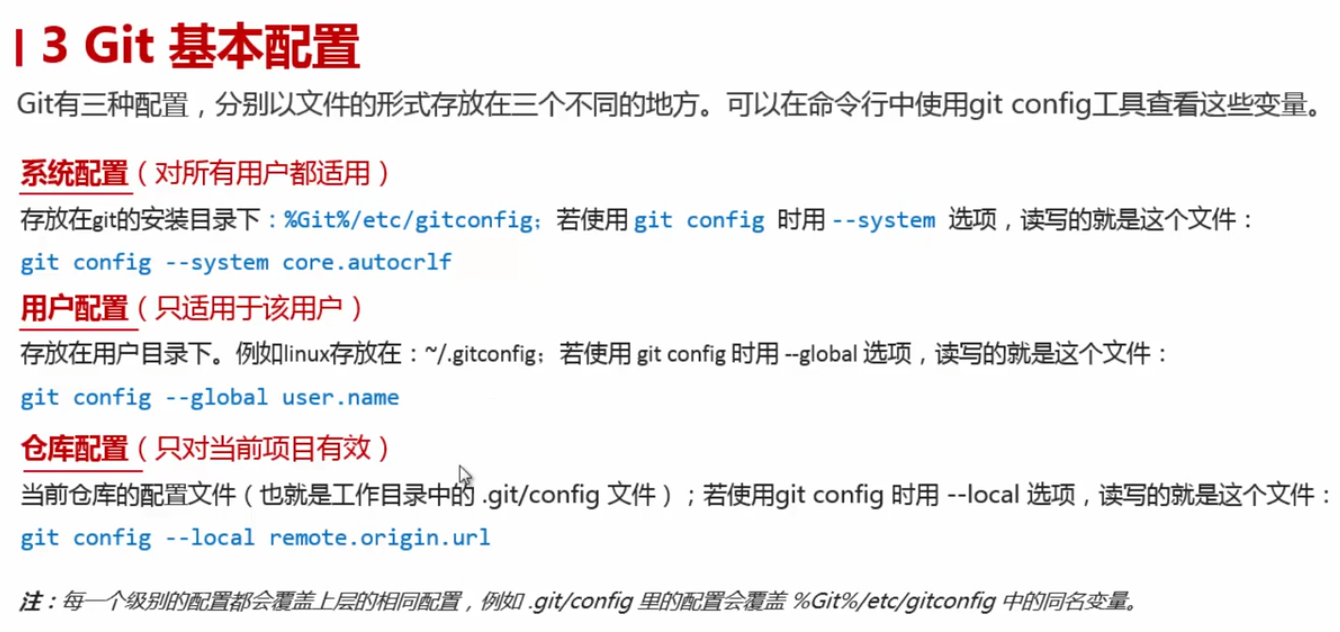 3 Git 基本配置
Git有三种配置，分别以文件的形式存放在三个不同的地方。可以在命令行中使用git config工具查看这些变量。
系统配置（对所有用户都适用）
存放在git的安装目录下：%Git%/etc/gitconfig；若使用 git config 时用 --system 选项，读写的就是这个文件：
git config --system core.autocrlf
用户配置（只适用于该用户）
存放在用户目录下。例如linux存放在：~/.gitconfig；若使用 git config 时用 --global 选项，读写的就是这个文件：
git config --global user.name
仓库配置（只对当前项目有效）
当前仓库的配置文件（也就是工作目录中的 .git/config 文件）；若使用git config 时用 --local 选项，读写的就是这个文件：
git config --local remote.origin.url
注：每一个级别的配置都会覆盖上层的相同配置，例如 .git/config 里的配置会覆盖 %Git%/etc/gitconfig 中的同名变量。